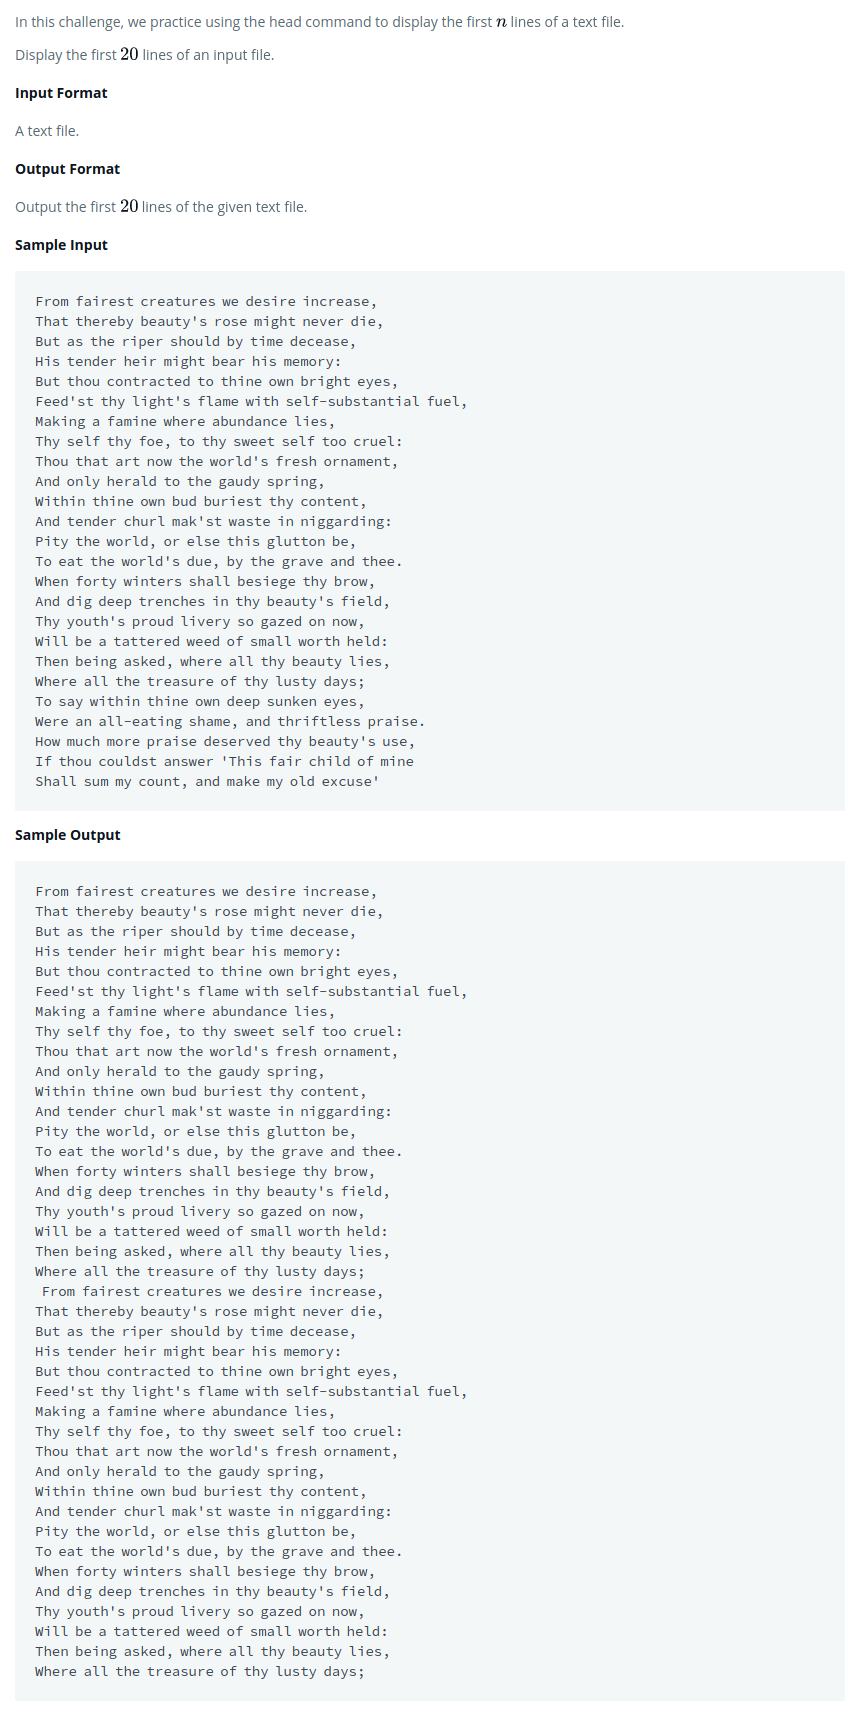 In this challenge, we practice using the head command to display the first n lines of a text file.
Display the first 20 lines of an input file.
Input Format
A text file.
Output Format
Output the first 20 lines of the given text file.
Sample Input
From fairest creatures we desire increase,
That thereby beauty's rose might never die,
But as the riper should by time decease,
His tender heir might bear his memory:
But thou contracted to thine own bright eyes,
Feed'st thy light's flame with self-substantial fuel,
Making a famine where abundance lies,
Thy self thy foe, to thy sweet self too cruel:
Thou that art now the world's fresh ornament,
And only herald to the gaudy spring,
Within thine own bud buriest thy content,
And tender churl mak'st waste in niggarding:
Pity the world, or else this glutton be,
To eat the world's due, by the grave and thee.
When forty winters shall besiege thy brow,
And dig deep trenches in thy beauty's field,
Thy youth's proud livery so gazed on now,
Will be a tattered weed of small worth held:
Then being asked, where all thy beauty lies,
Where all the treasure of thy lusty days;
To say within thine own deep sunken eyes,
Were an all-eating shame, and thriftless praise.
How much more praise deserved thy beauty's use,
If thou couldst answer 'This fair child of mine
Shall sum my count, and make my old excuse'
Sample Output
From fairest creatures we desire increase,
That thereby beauty's rose might never die,
But as the riper should by time decease,
His tender heir might bear his memory:
But thou contracted to thine own bright eyes,
Feed'st thy light's flame with self-substantial fuel,
Making a famine where abundance lies,
Thy self thy foe, to thy sweet self too cruel:
Thou that art now the world's fresh ornament,
And only herald to the gaudy spring,
Within thine own bud buriest thy content,
And tender churl mak'st waste in niggarding:
Pity the world, or else this glutton be,
To eat the world's due, by the grave and thee.
When forty winters shall besiege thy brow,
And dig deep trenches in thy beauty's field,
Thy youth's proud livery so gazed on now,
Will be a tattered weed of small worth held:
Then being asked, where all thy beauty lies,
Where all the treasure of thy lusty days;
From fairest creatures we desire increase,
That thereby beauty's rose might never die,
But as the riper should by time decease,
His tender heir might bear his memory:
But thou contracted to thine own bright eyes,
Feed'st thy light's flame with self-substantial fuel,
Making a famine where abundance lies,
Thy self thy foe, to thy sweet self too cruel:
Thou that art now the world's fresh ornament,
And only herald to the gaudy spring,
Within thine own bud buriest thy content,
And tender churl mak'st waste in niggarding:
Pity the world, or else this glutton be,
To eat the world's due, by the grave and thee.
When forty winters shall besiege thy brow,
And dig deep trenches in thy beauty's field,
Thy youth's proud livery so gazed on now,
Will be a tattered weed of small worth held:
Then being asked, where all thy beauty lies,
Where all the treasure of thy lusty days;